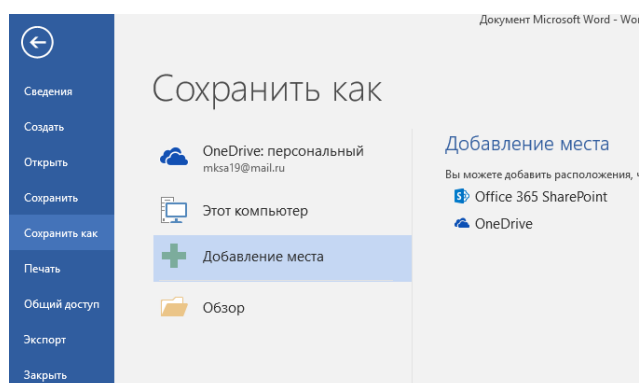 Документ Microsoft Word - Wor
Сведения
Создать
Открыть
Сохранить
Сохранить как
Печать
Общий доступ
Экспорт
Закрыть
Сохранить как
OneDrive: персональный
mksa19@mail.ru
Этот компьютер
Добавление места
Обзор
Добавление места
Вы можете добавить расположения, ч
Office 365 SharePoint
OneDrive